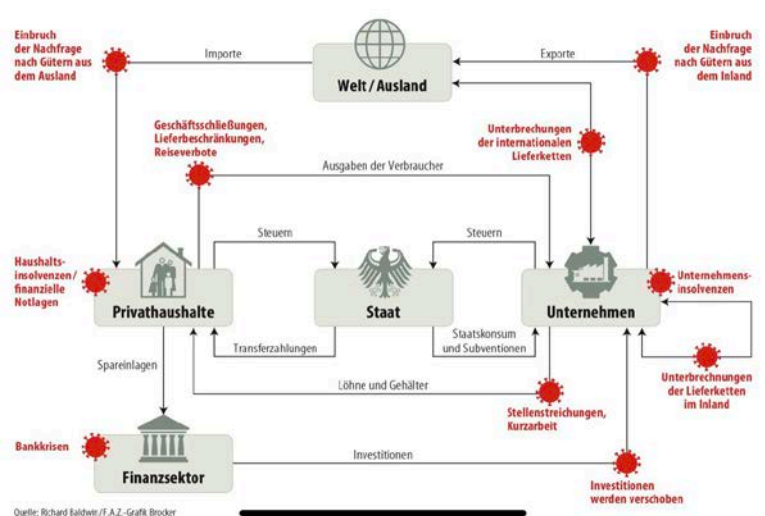 Einbruch
der Nachfrage
nach Gütern aus
dem Ausland
Importe
Welt/Ausland
Exporte
Einbruch
der Nachfrage
nach Gütern aus
dem Inland
Geschäftsschließungen,
Lieferbeschränkungen,
Reiseverbote
Unterbrechungen
der internationalen
Lieferketten
Ausgaben der Verbraucher
Haushalts-
insolvenzen/
finanzielle
Notlagen
Privathaushalte
Steuern
Staat
Steuern
Unternehmen
Unternehmens-
insolvenzen
Spareinlagen
Transferzahlungen
Staatskonsum
und Subventionen
Löhne und Gehälter
Stellenstreichungen,
Kurzarbeit
Unterbrechnungen
der Lieferketten
im Inland
Bankkrisen
Finanzsektor
Investitionen
Investitionen
werden verschoben
Quelle: Richard Baldwin/F.A.Z.-Grafik Brocker